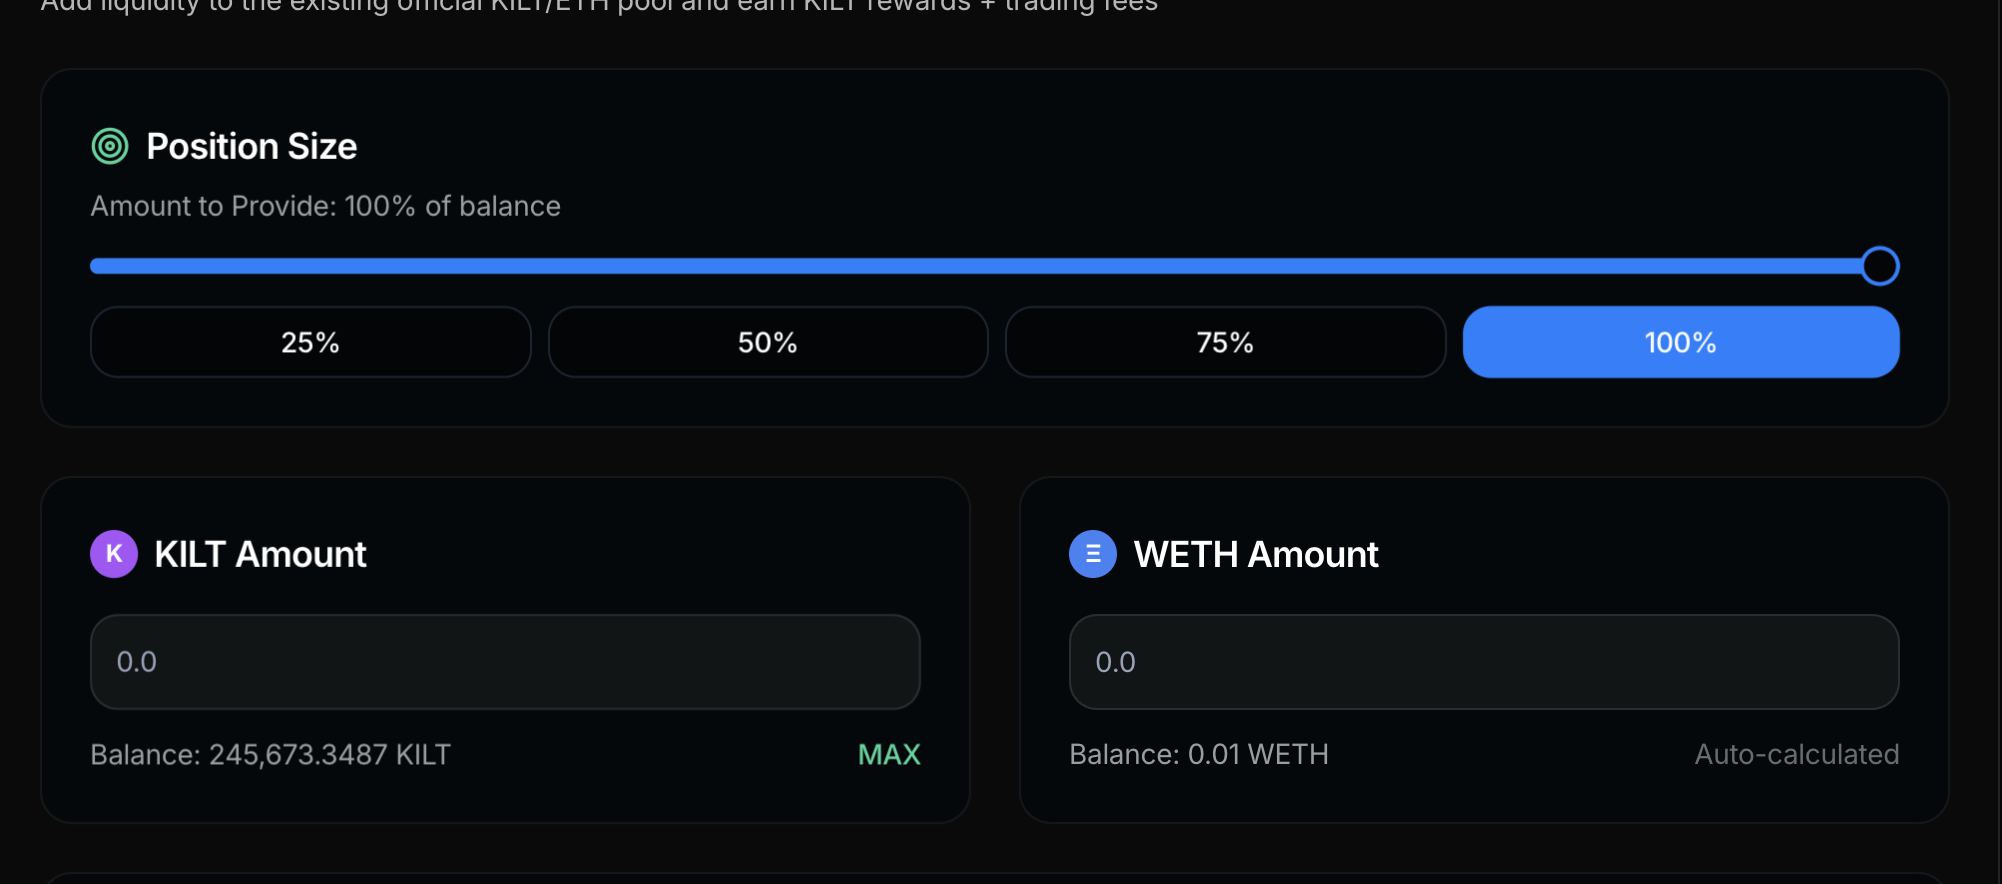 Add liquidity to the existing official KILT/ETH pool and earn KILT rewards + trading fees
Position Size
Amount to Provide: 100% of balance
25%
50%
75%
100%
K KILT Amount
0.0
Balance: 245,673.3487 KILT
MAX
Ξ WETH Amount
0.0
Balance: 0.01 WETH
Auto-calculated